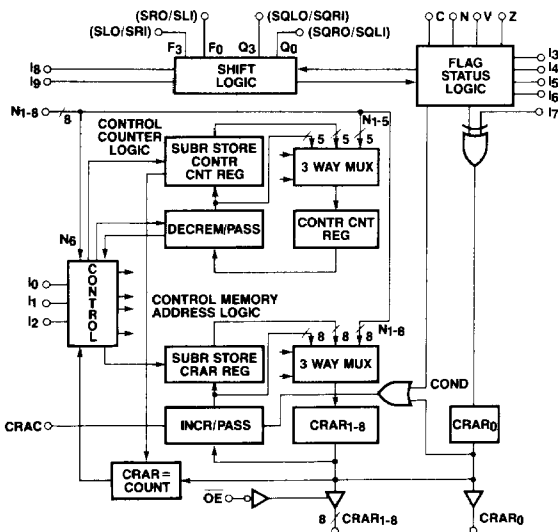 (SRO/SLI) (SQLO/SQRI)
(SLO/SRI) (SQRO/SQLI)
F3 F0 Q3 Q0
C N V Z
I8
I9
SHIFT
LOGIC
FLAG
STATUS
LOGIC
I3
I4
I5
I6
I7
N1-8 8
CONTROL
COUNTER
LOGIC
N1-5
SUBR STORE
CONTR
CNT REG
5 5 5
3 WAY MUX
DECREM/PASS
CONTR CNT
REG
N6
I0
I1
I2
CONTROL
CONTROL MEMORY
ADDRESS LOGIC
N1-8
8 8 8
SUBR STORE
CRAR REG
3 WAY MUX
COND
CRAC
INCR/PASS
CRAR1-8
CRAR0
CRAR =
COUNT
OE
8 CRAR1-8
CRAR0